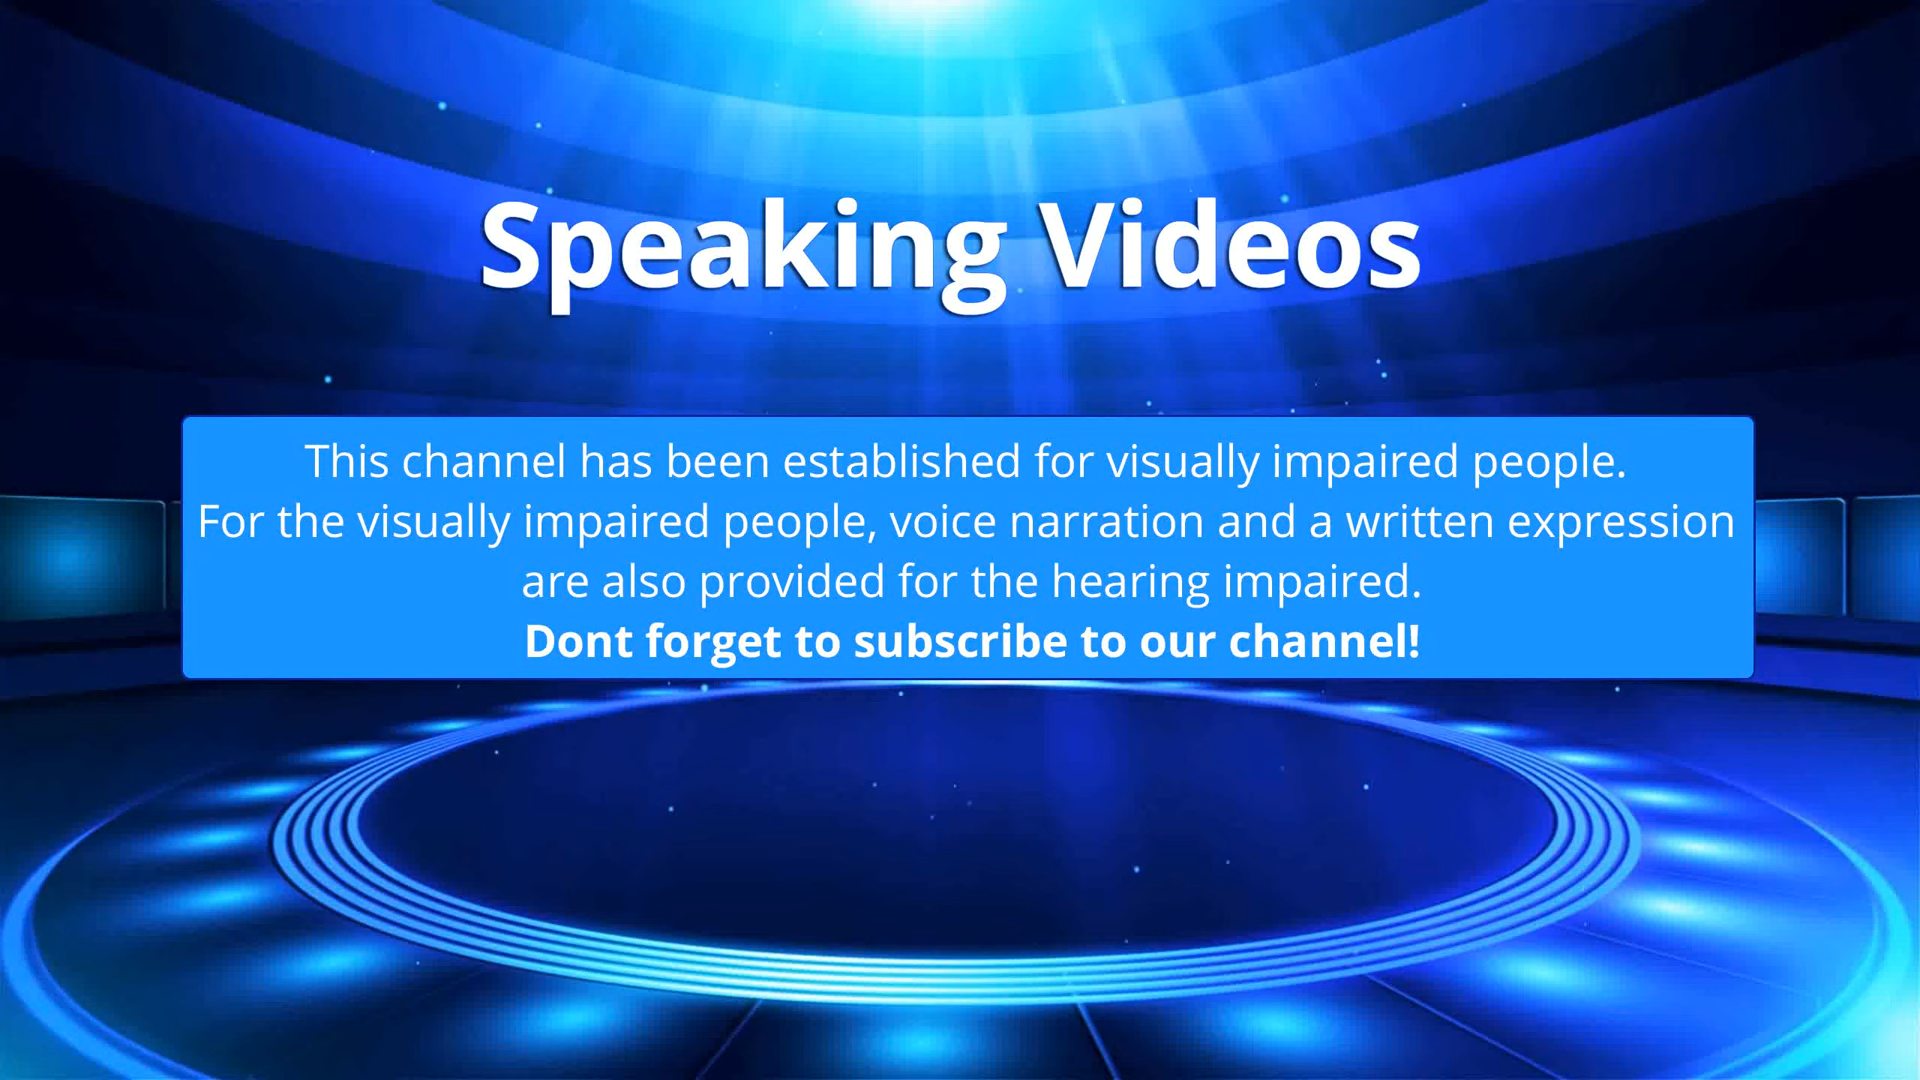 Speaking Videos
This channel has been established for visually impaired people.
For the visually impaired people, voice narration and a written expression
are also provided for the hearing impaired.
Dont forget to subscribe to our channel!